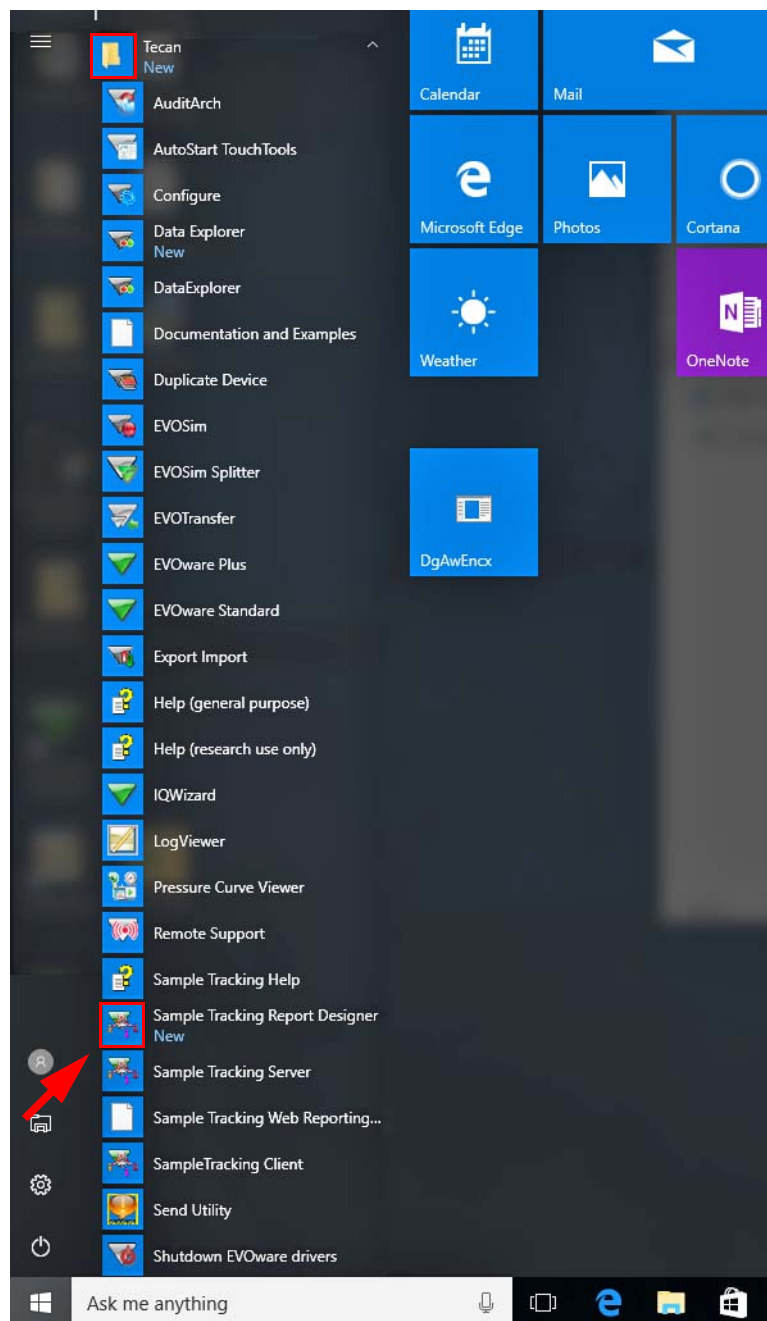 Tecan
New
AuditArch
AutoStart TouchTools
Configure
Data Explorer
New
DataExplorer
Documentation and Examples
Duplicate Device
EVOSim
EVOSim Splitter
EVOTransfer
EVOware Plus
EVOware Standard
Export Import
Help (general purpose)
Help (research use only)
IQWizard
LogViewer
Pressure Curve Viewer
Remote Support
Sample Tracking Help
Sample Tracking Report Designer
New
Sample Tracking Server
Sample Tracking Web Reporting...
SampleTracking Client
Send Utility
Shutdown EVOware drivers
Calendar
Mail
Microsoft Edge
Photos
Cortana
Weather
N
OneNote
DgAwEncx
Ask me anything